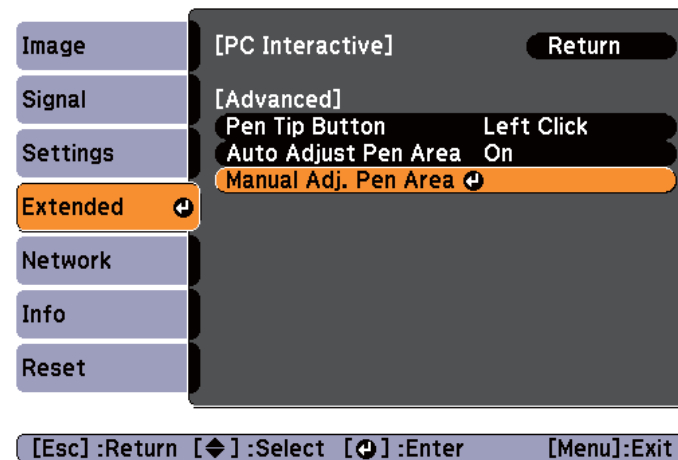 Image
Signal
Settings
Extended
Network
Info
Reset
[PC Interactive] Return
[Advanced]
Pen Tip Button Left Click
Auto Adjust Pen Area On
Manual Adj. Pen Area
[Esc] :Return [◆] :Select [⏎] :Enter [Menu]:Exit